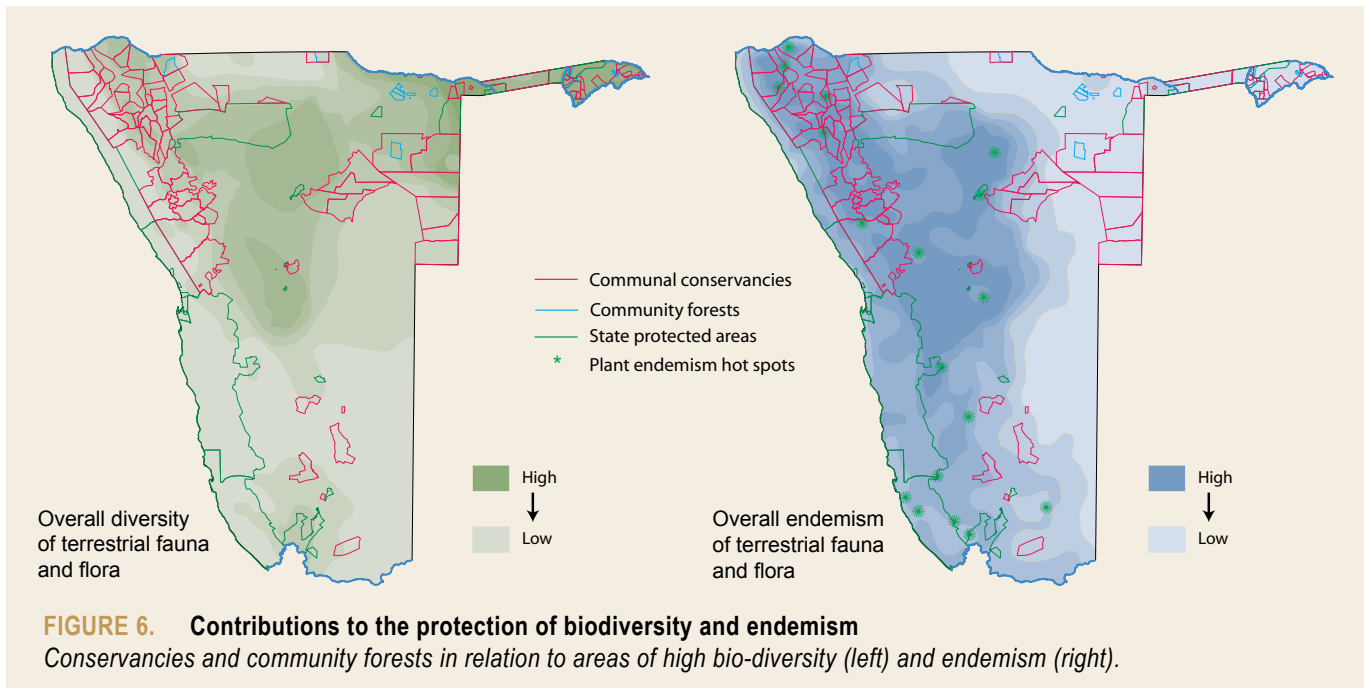 Communal conservancies
Community forests
State protected areas
* Plant endemism hot spots
High
Low
Overall diversity
of terrestrial fauna
and flora
High
Low
Overall endemism
of terrestrial fauna
and flora
FIGURE 6. Contributions to the protection of biodiversity and endemism
Conservancies and community forests in relation to areas of high bio-diversity (left) and endemism (right).